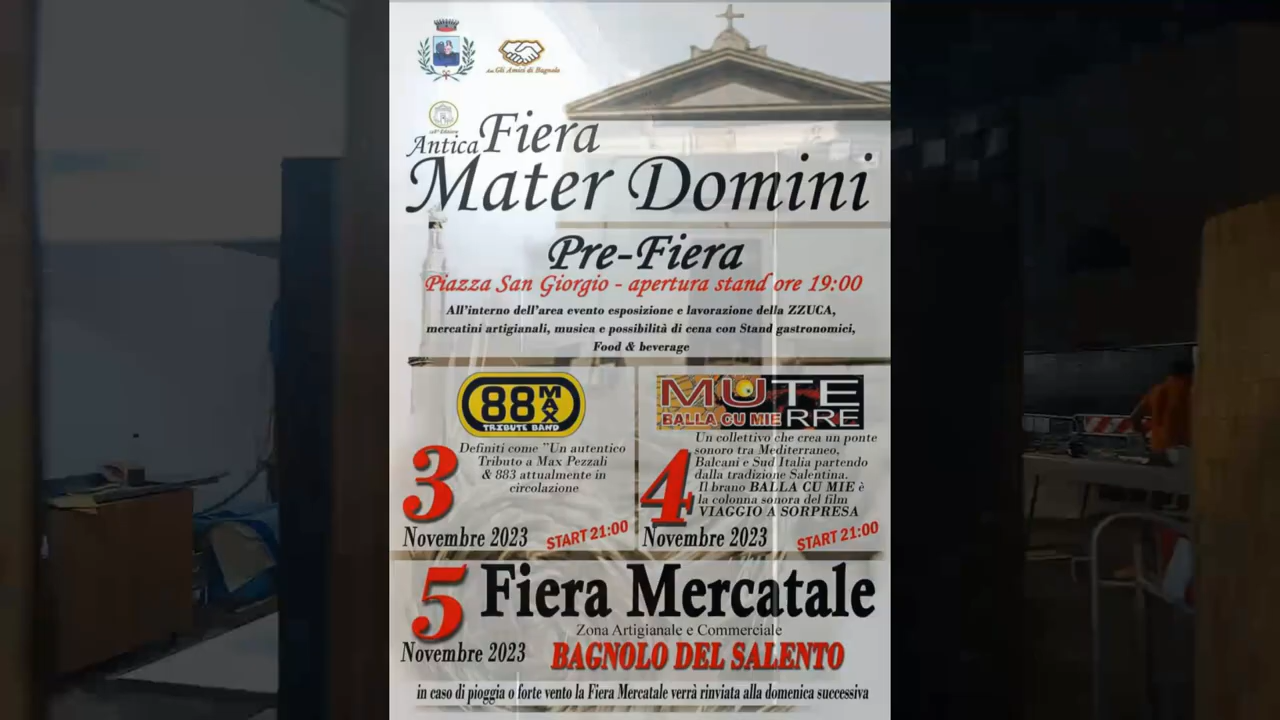 Ass. Gli Amici di Bagnolo
Antica Fiera
Mater Domini
Pre-Fiera
Piazza San Giorgio - apertura stand ore 19:00
All'interno dell'area evento esposizione e lavorazione della ZZUCA,
mercatini artigianali, musica e possibilità di cena con Stand gastronomici,
Food & beverage
88 MAX
TRIBUTE BAND
Definiti come "Un autentico
Tributo a Max Pezzali
& 883 attualmente in
circolazione
3
Novembre 2023
START 21:00
MUTE
BALLA CU MIE RRE
Un collettivo che crea un ponte
sonoro tra Mediterraneo,
Balcani e Sud Italia partendo
dalla tradizione Salentina.
Il brano BALLA CU MIE è
la colonna sonora del film
VIAGGIO A SORPRESA
4
Novembre 2023
START 21:00
5 Fiera Mercatale
Zona Artigianale e Commerciale
Novembre 2023
BAGNOLO DEL SALENTO
in caso di pioggia o forte vento la Fiera Mercatale verrà rinviata alla domenica successiva